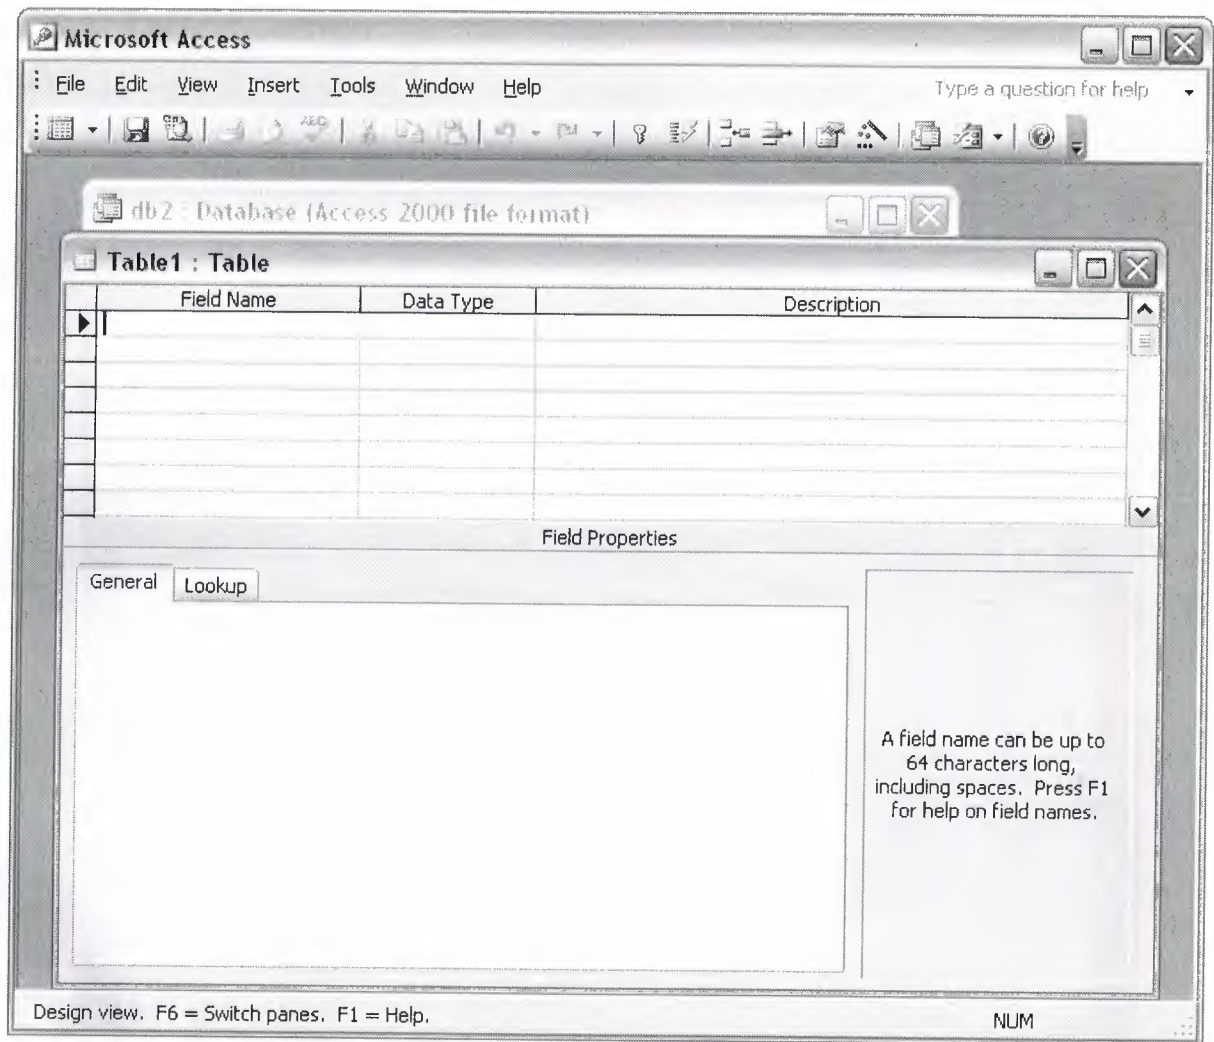 Microsoft Access
File Edit View Insert Tools Window Help Type a question for help
db2 : Database (Access 2000 file format)
Table1 : Table
Field Name Data Type Description
Field Properties
General Lookup
A field name can be up to
64 characters long,
including spaces. Press F1
for help on field names.
Design view. F6 = Switch panes. F1 = Help. NUM